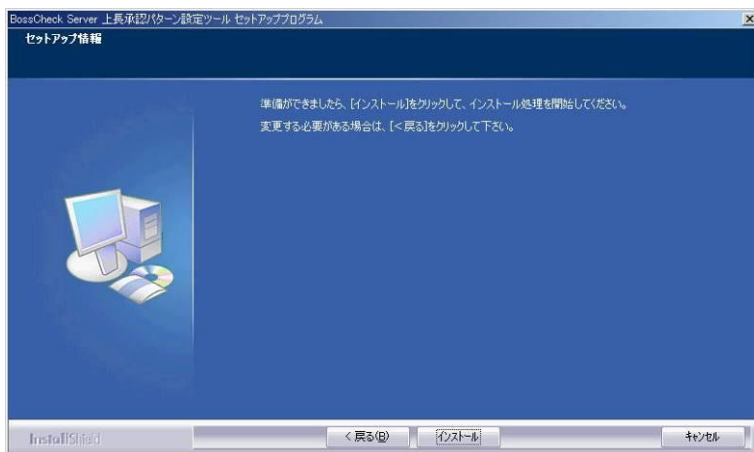 BossCheck Server 上長承認パターン設定ツール セットアッププログラム
セットアップ情報
準備ができましたら、[インストール]をクリックして、インストール処理を開始してください。
変更する必要がある場合は、[<戻る]をクリックして下さい。
InstallShield
< 戻る(B)
インストール
キャンセル